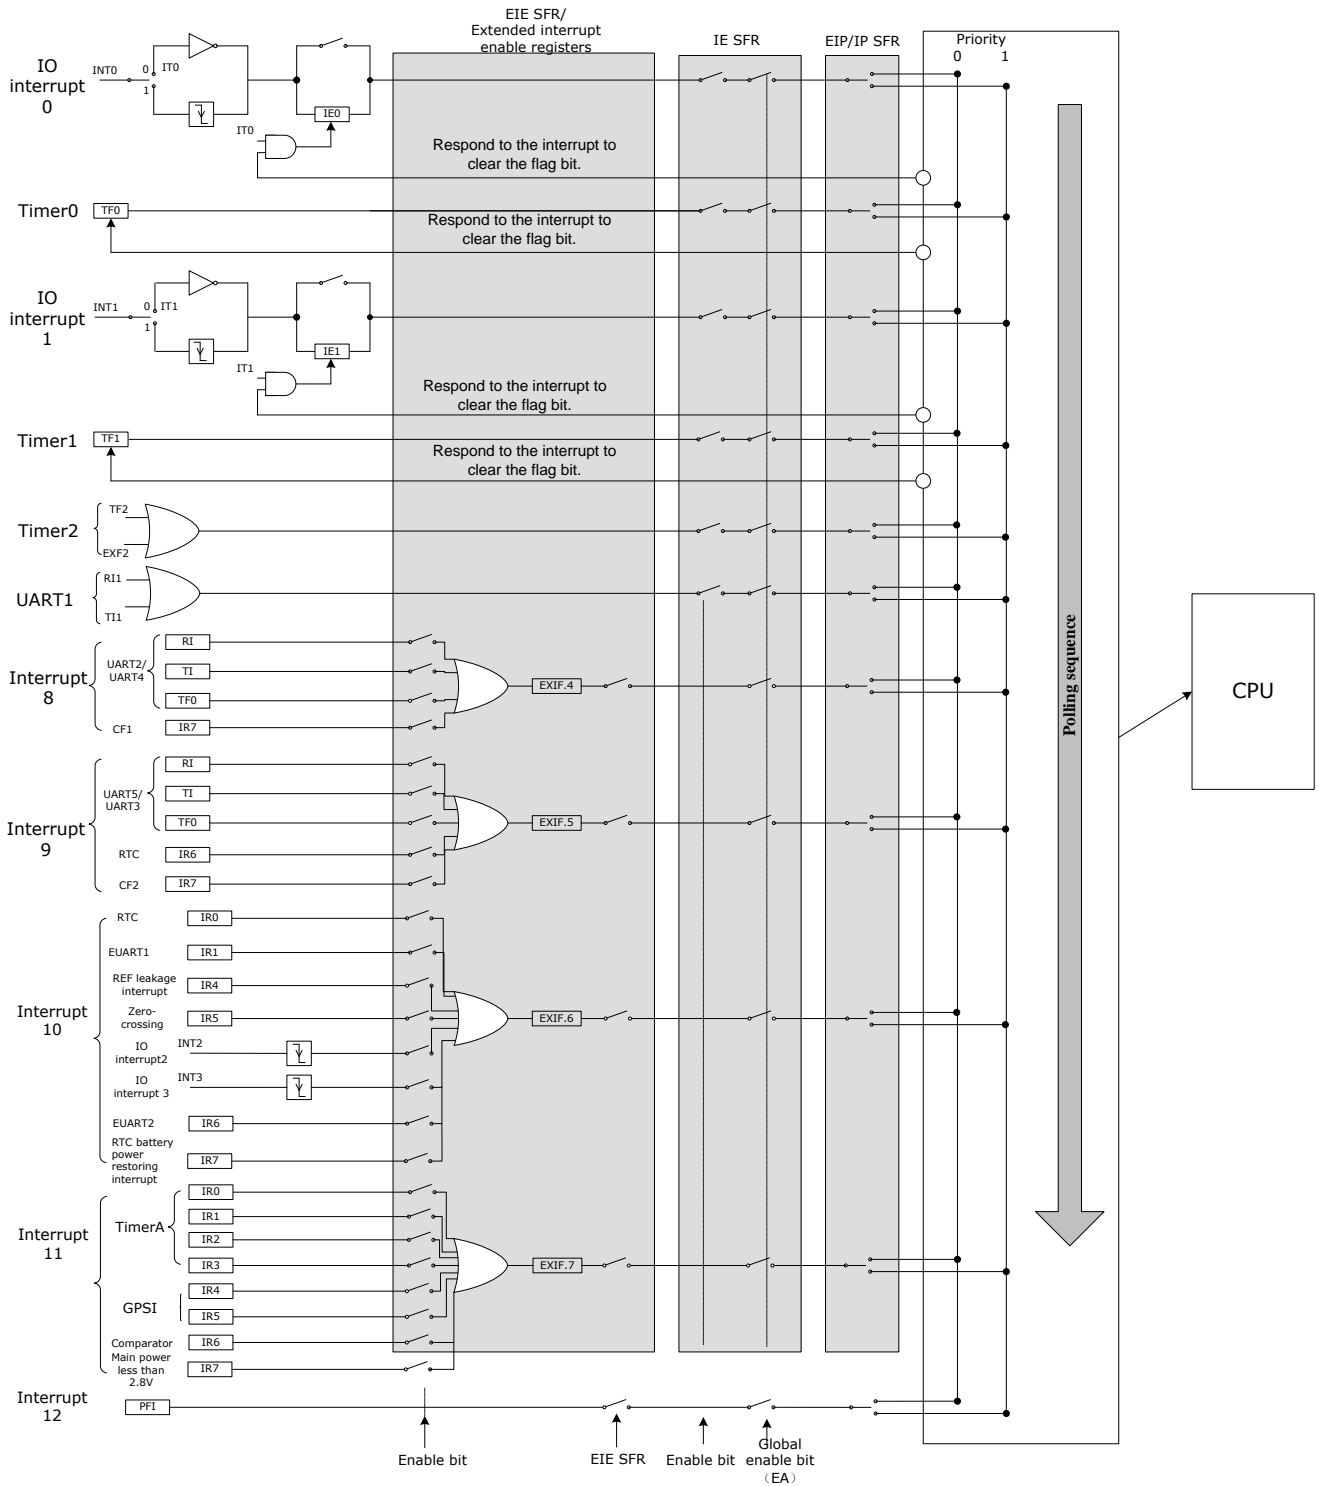 EIE SFR/
Extended interrupt
enable registers
IE SFR
EIP/IP SFR
Priority
0 1
IO
interrupt
0
INT0
0
IT0
1
IE0
IT0
Respond to the interrupt to
clear the flag bit.
Timer0
TF0
Respond to the interrupt to
clear the flag bit.
IO
interrupt
1
INT1
0
IT1
1
IE1
IT1
Respond to the interrupt to
clear the flag bit.
Timer1
TF1
Respond to the interrupt to
clear the flag bit.
Timer2
TF2
EXF2
UART1
RI1
TI1
Interrupt
8
UART2/
UART4
RI
TI
TF0
CF1
IR7
EXIF.4
Interrupt
9
UART5/
UART3
RI
TI
TF0
RTC
IR6
CF2
IR7
EXIF.5
Interrupt
10
RTC
IR0
EUART1
IR1
REF leakage
interrupt
IR4
Zero-
crossing
IR5
IO
interrupt2
INT2
IO
interrupt 3
INT3
EUART2
IR6
RTC battery
power
restoring
interrupt
IR7
EXIF.6
Interrupt
11
TimerA
IR0
IR1
IR2
IR3
GPSI
IR4
IR5
Comparator
IR6
Main power
less than
2.8V
IR7
EXIF.7
Interrupt
12
PFI
Polling sequence
CPU
Enable bit
EIE SFR
Enable bit
Global
enable bit
（EA）